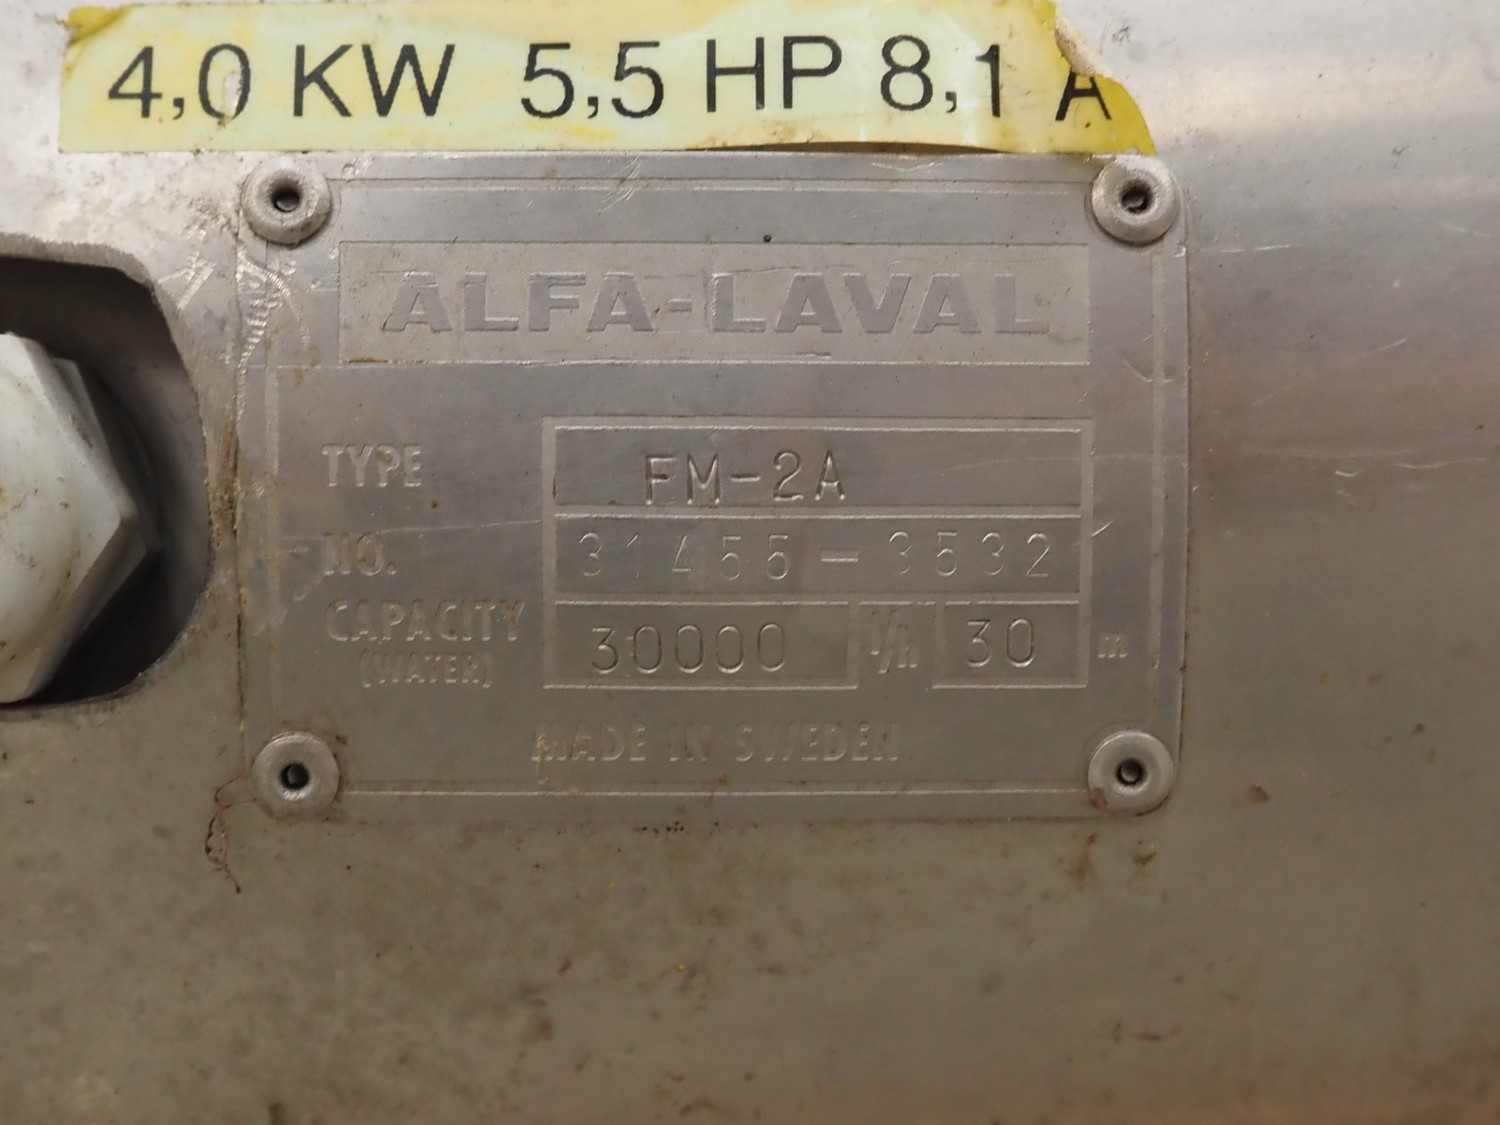 4,0 KW 5,5 HP 8,1 A
ALFA-LAVAL
TYPE FM-2A
NO. 31455-3532
CAPACITY 30000 l/h 30 m
(WATER)
MADE IN SWEDEN